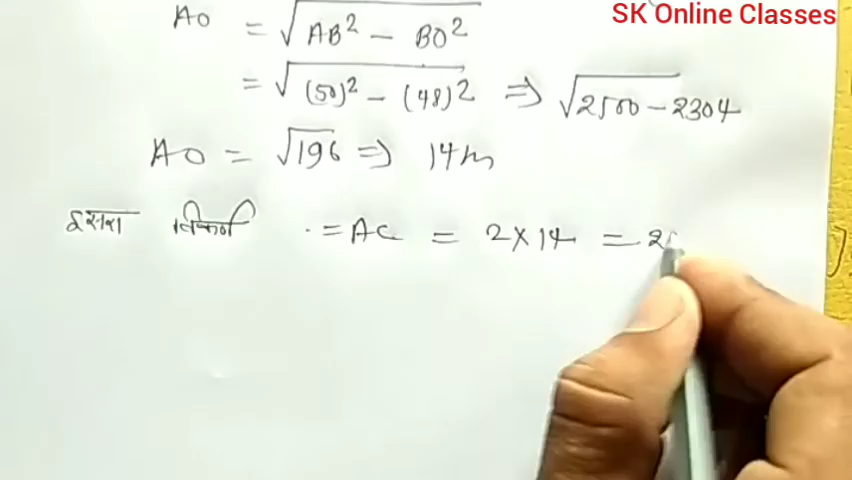 SK Online Classes
AO = √AB² - BO²
= √(50)² - (48)² ⇒ √2500 - 2304
AO = √196 ⇒ 14m
दूसरा विकर्ण = AC = 2×14 = 2